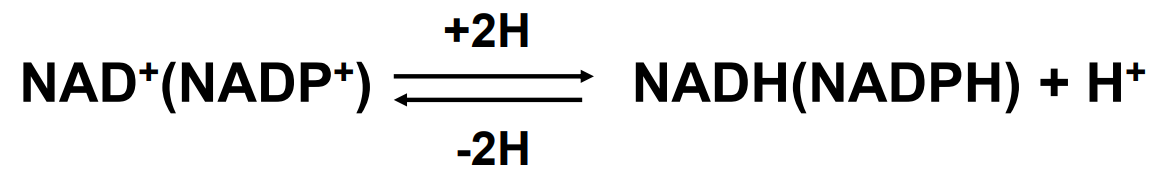 +2H
NAD⁺(NADP⁺) ⇄ NADH(NADPH) + H⁺
-2H